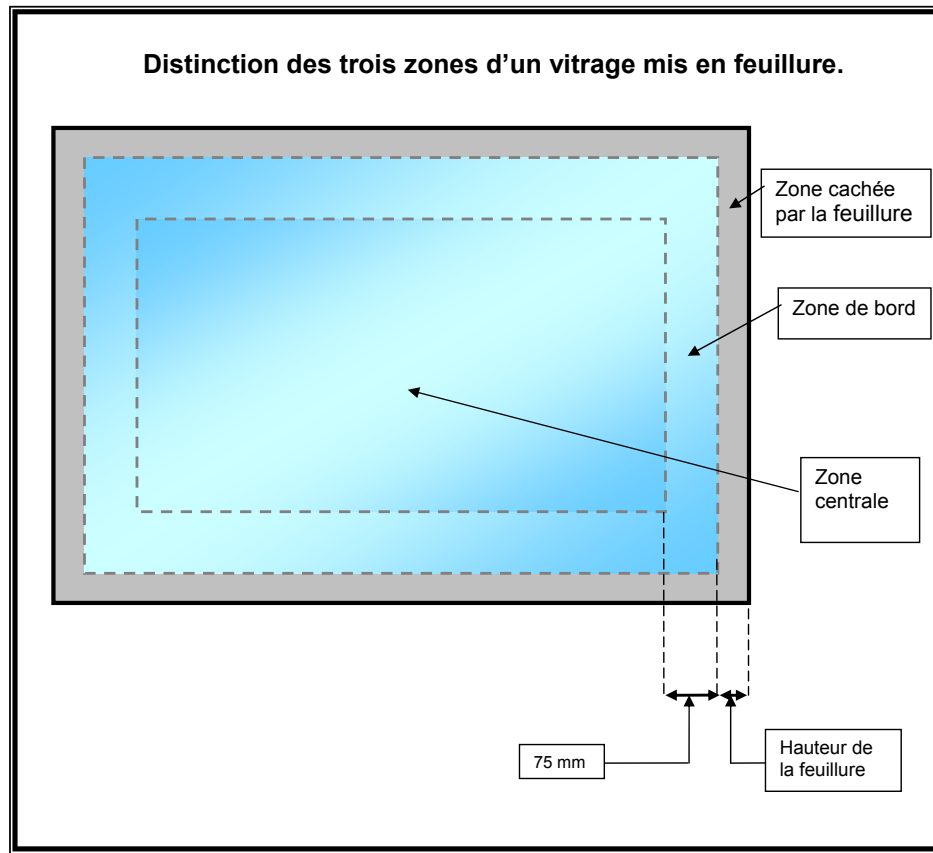 Distinction des trois zones d’un vitrage mis en feuillure.
Zone cachée
par la feuillure
Zone de bord
Zone
centrale
75 mm
Hauteur de
la feuillure